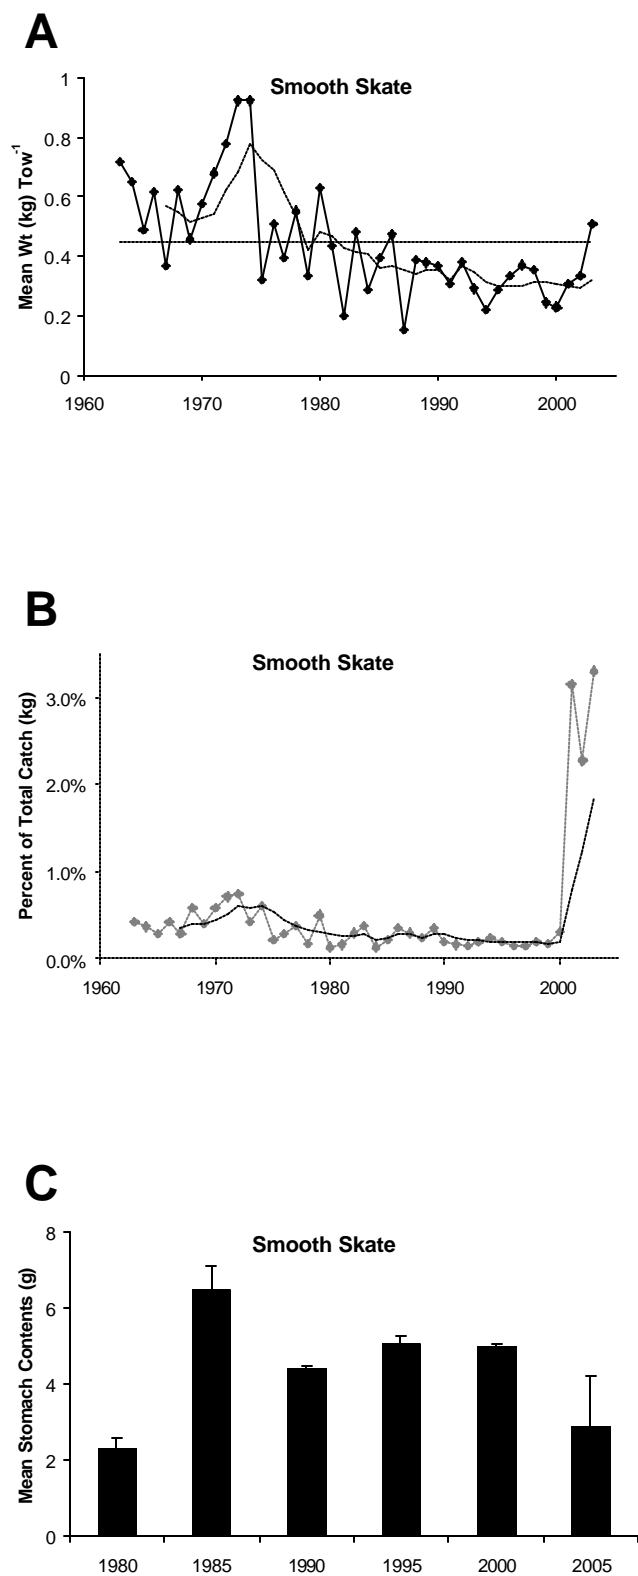 A
Smooth Skate
Mean Wt (kg) Tow-1
1
0.8
0.6
0.4
0.2
0
1960 1970 1980 1990 2000
B
Smooth Skate
Percent of Total Catch (kg)
3.0%
2.0%
1.0%
0.0%
1960 1970 1980 1990 2000
C
Smooth Skate
Mean Stomach Contents (g)
8
6
4
2
0
1980 1985 1990 1995 2000 2005